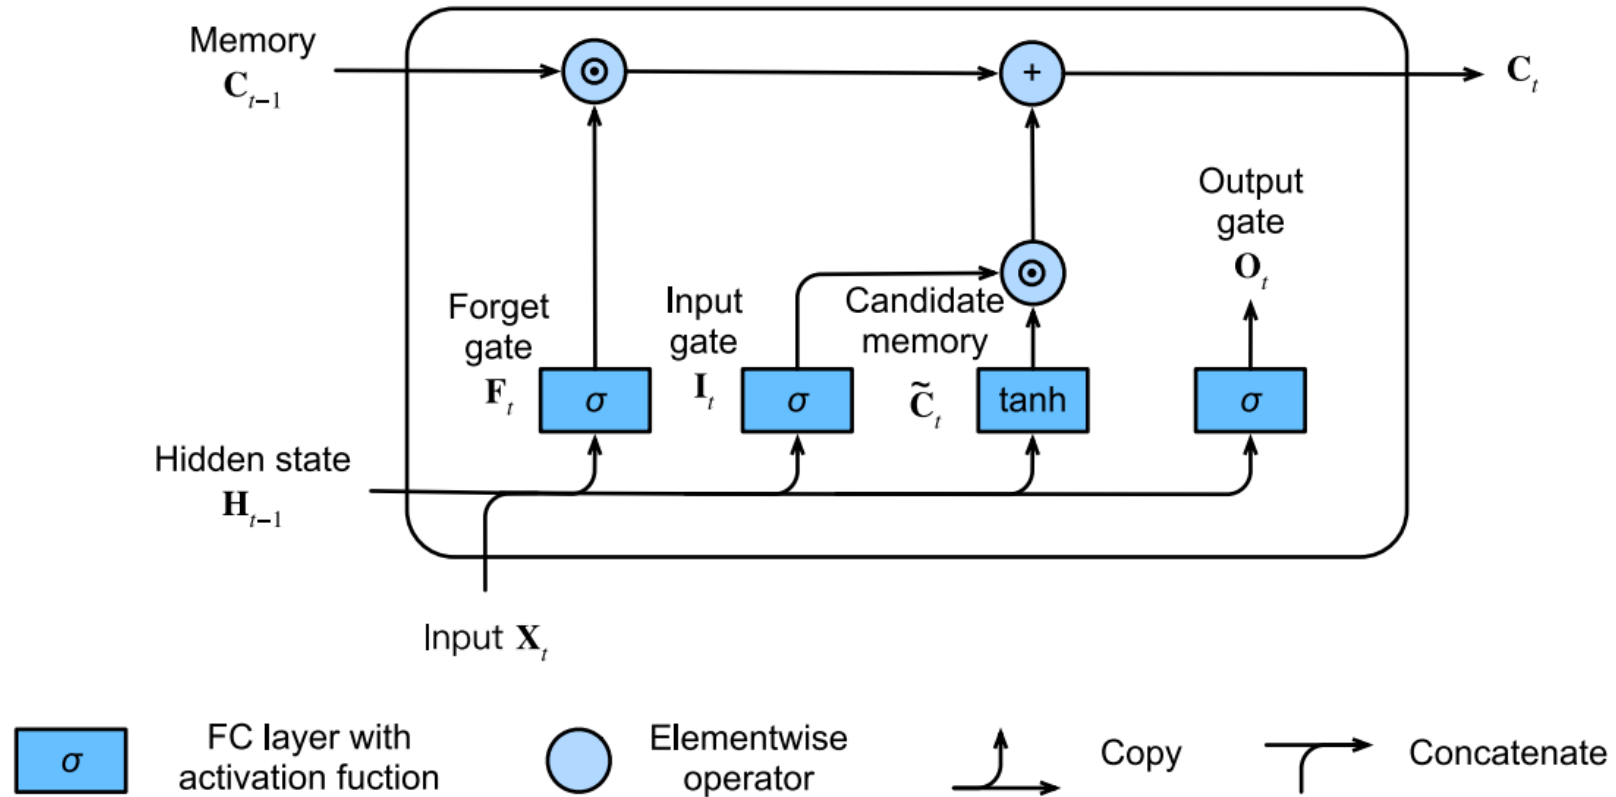 Memory
C_{t−1}
⊙
+
C_t
Output
gate
O_t
⊙
Forget
gate
F_t
Input
gate
I_t
Candidate
memory
C̃_t
σ
σ
tanh
σ
Hidden state
H_{t−1}
Input X_t
σ
FC layer with
activation fuction
Elementwise
operator
Copy
Concatenate